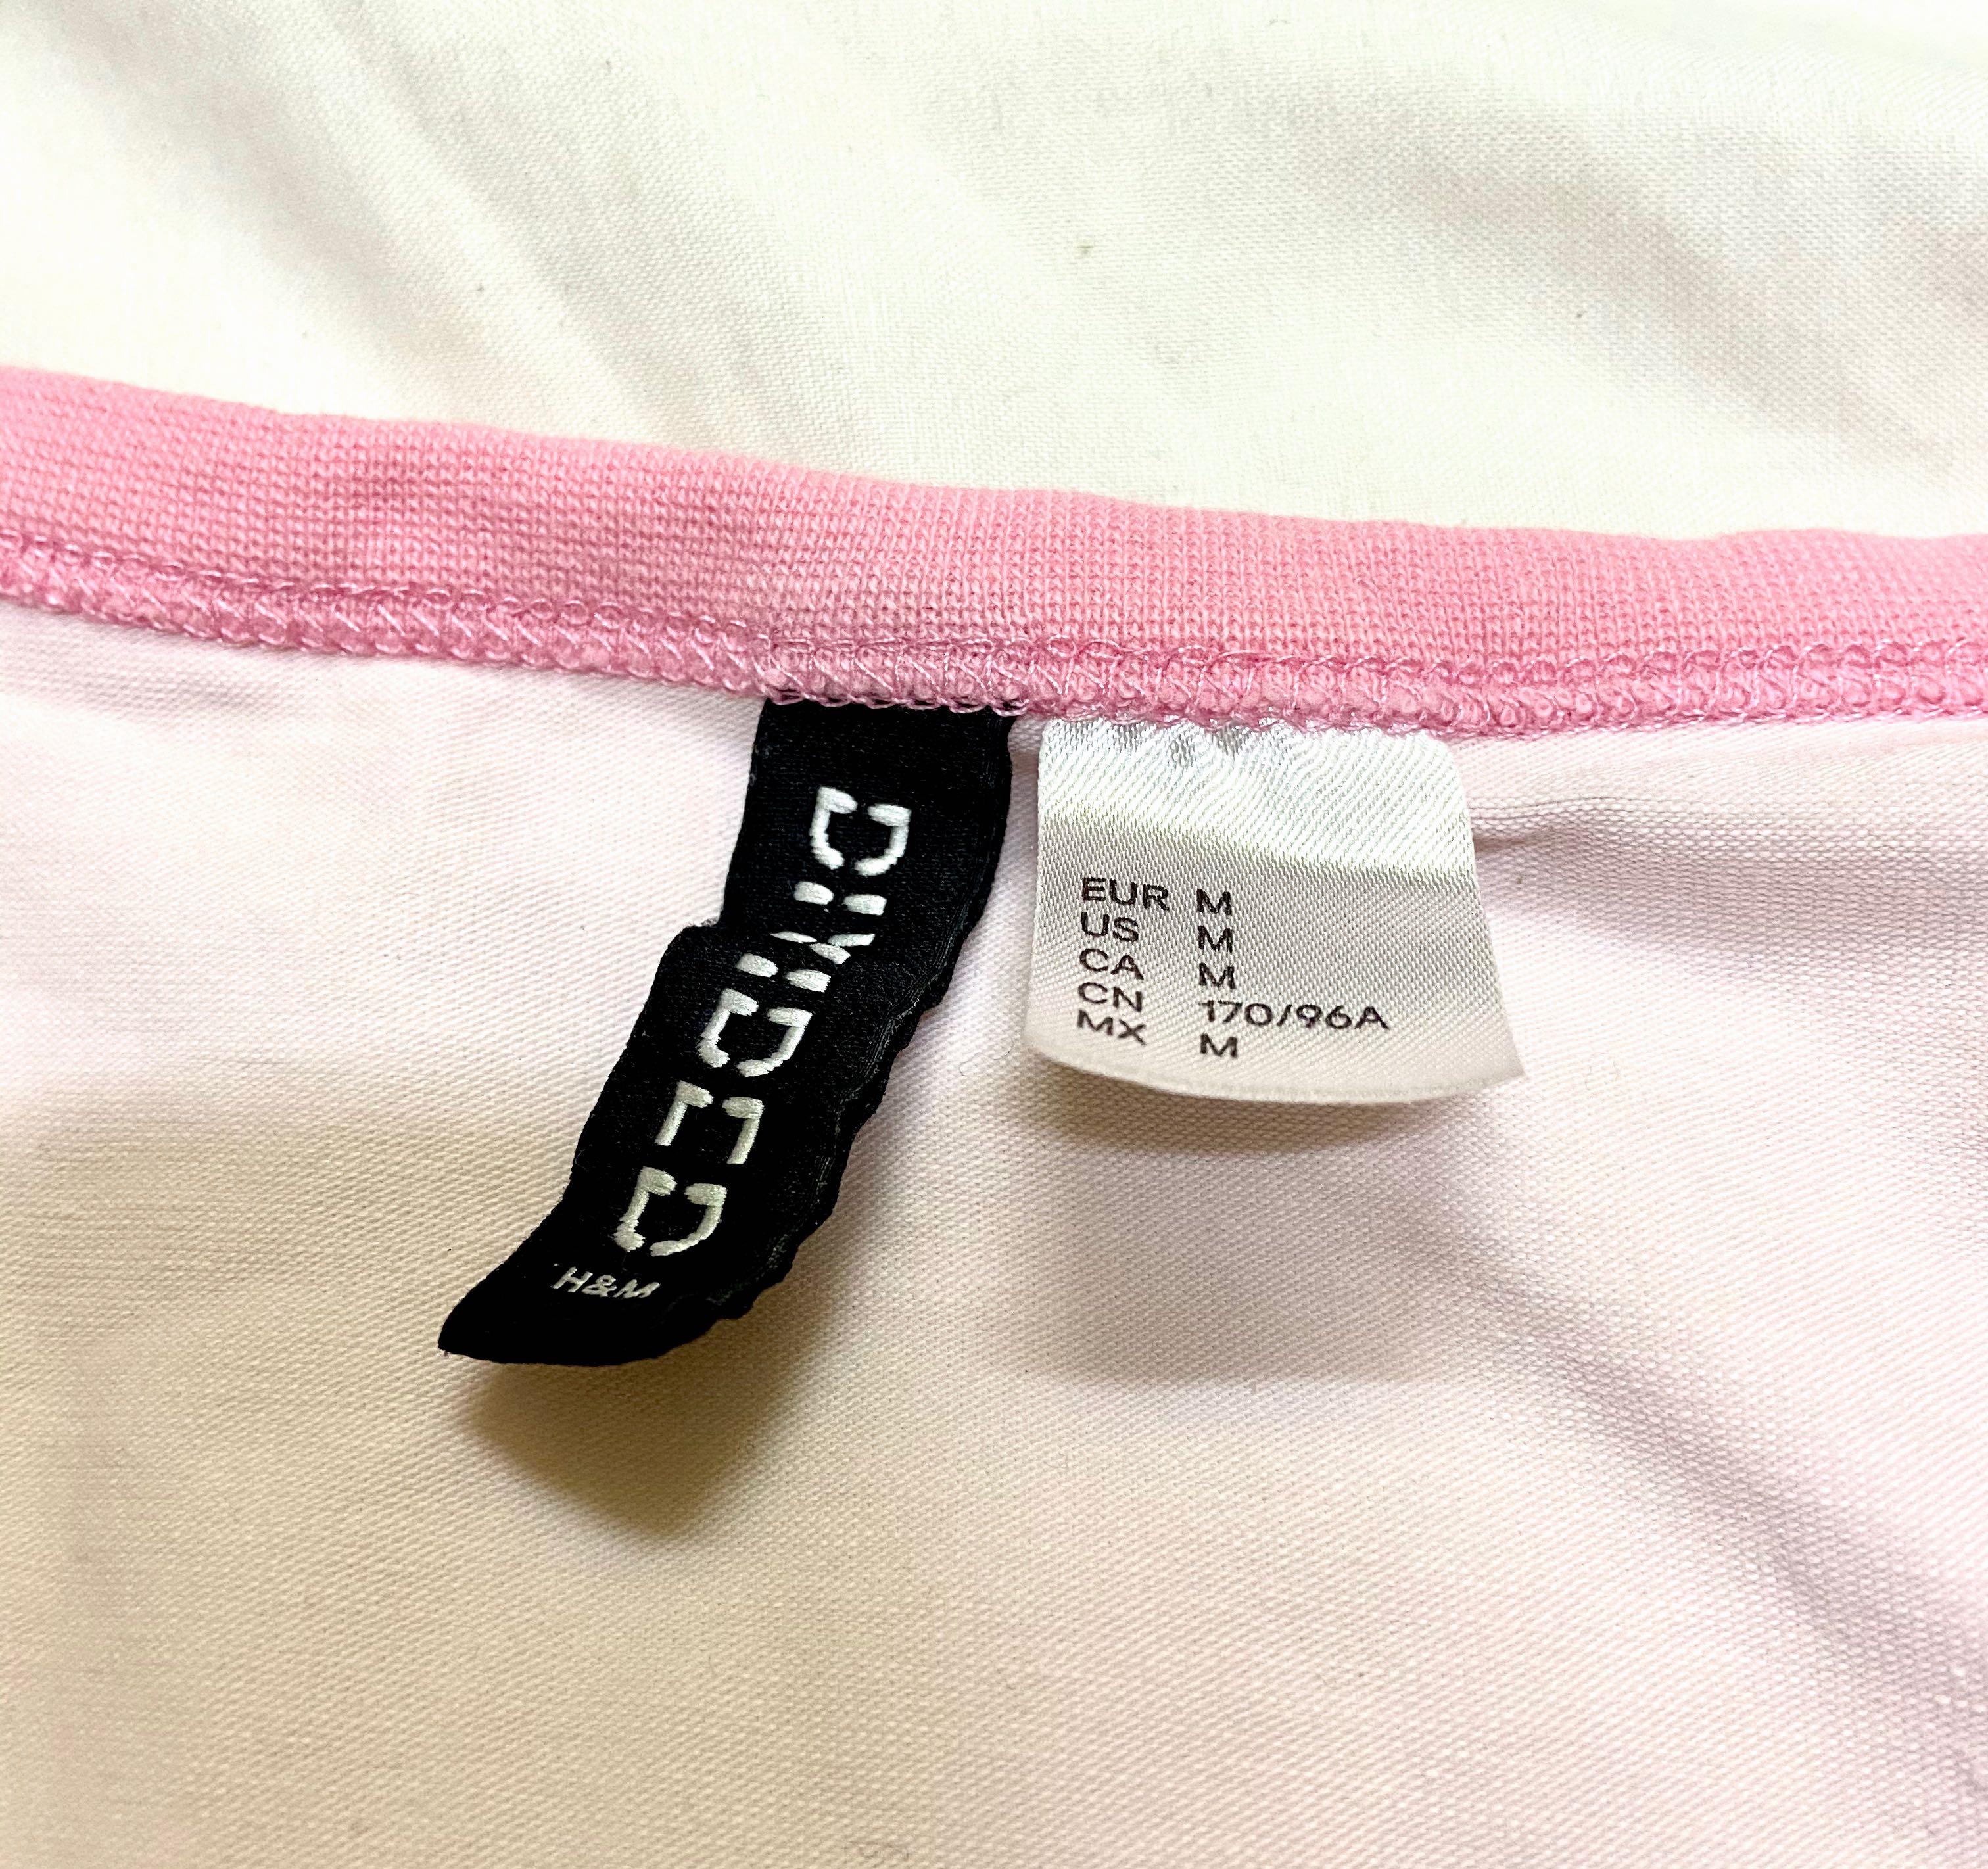 DIVIDED
H&M
EUR M
US M
CA M
CN 170/96A
MX M